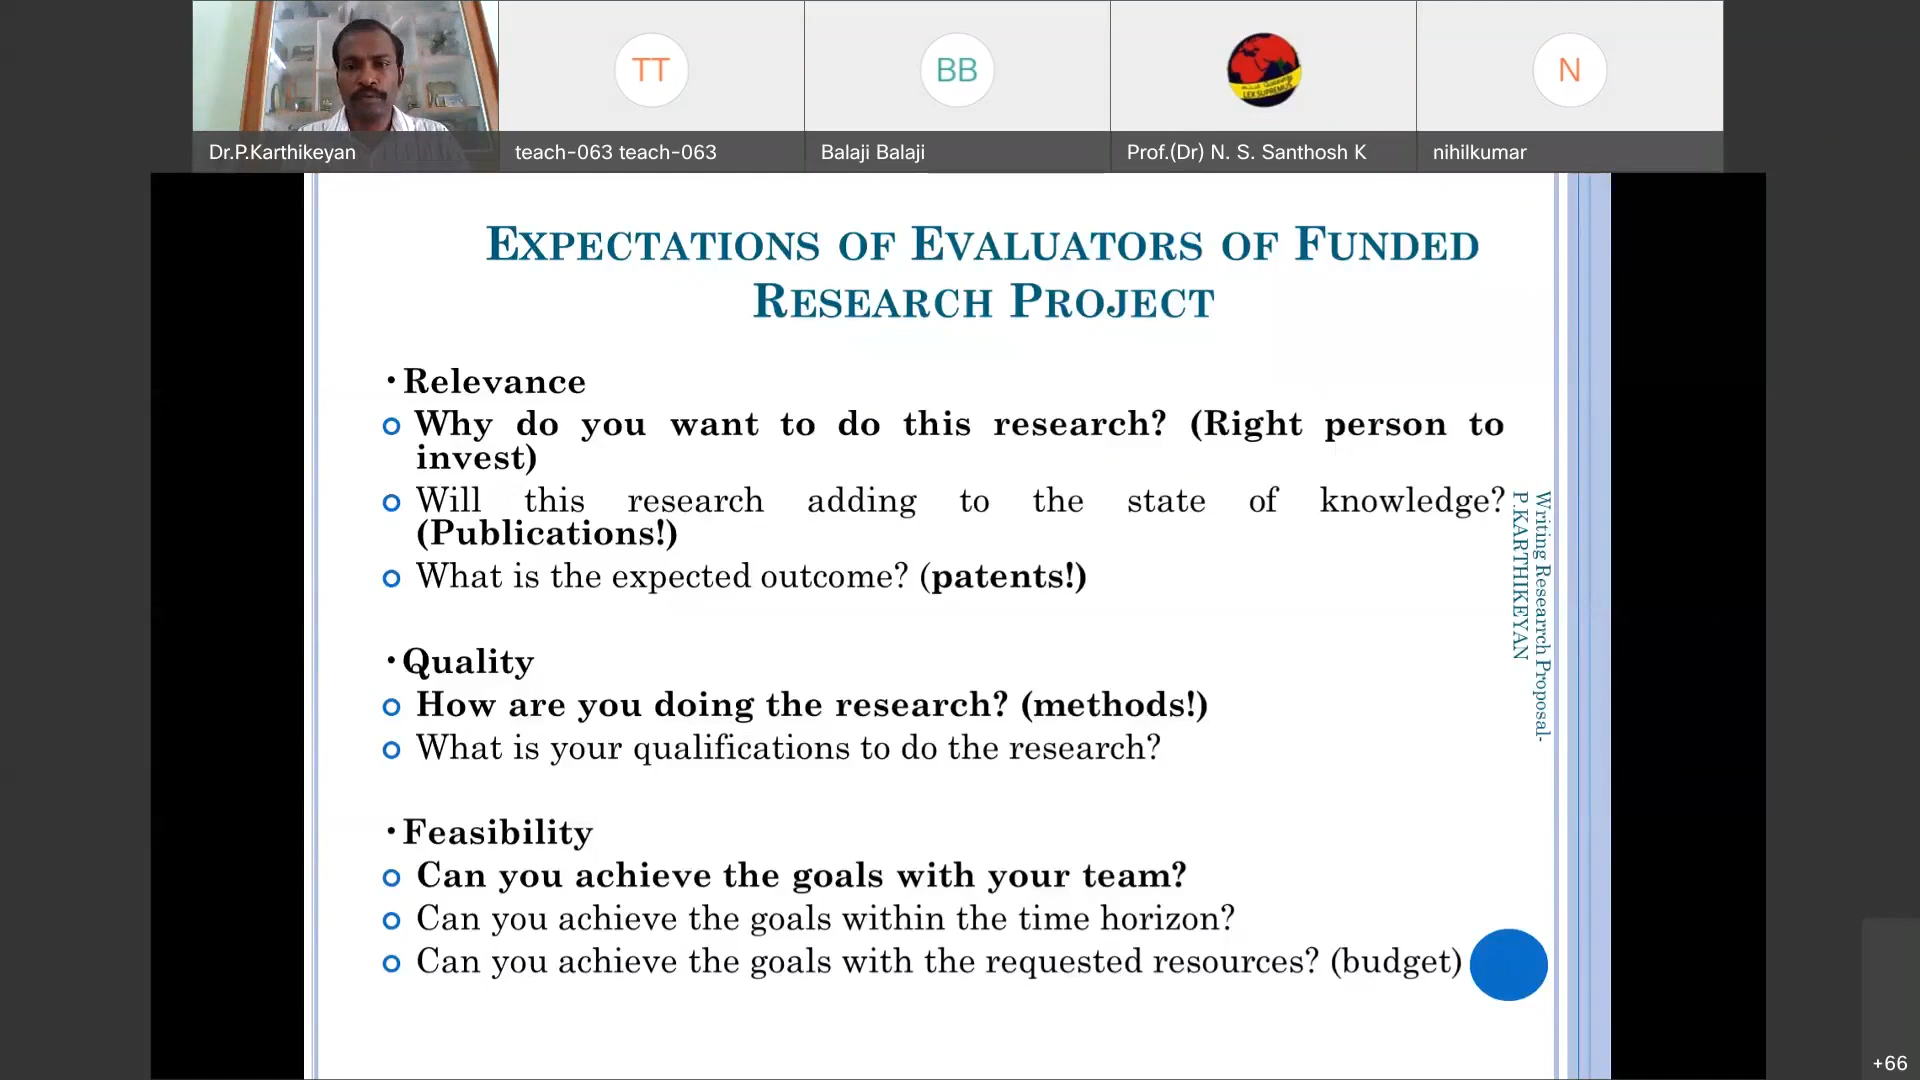 TT
BB
LEX SUPREMUS
N
Dr.P.Karthikeyan
teach-063 teach-063
Balaji Balaji
Prof.(Dr) N. S. Santhosh K
nihilkumar
EXPECTATIONS OF EVALUATORS OF FUNDED
RESEARCH PROJECT
• Relevance
Why do you want to do this research? (Right person to
invest)
Will this research adding to the state of knowledge?
(Publications!)
What is the expected outcome? (patents!)
• Quality
How are you doing the research? (methods!)
What is your qualifications to do the research?
• Feasibility
Can you achieve the goals with your team?
Can you achieve the goals within the time horizon?
Can you achieve the goals with the requested resources? (budget)
Writing Researrch Proposal-
P.KARTHIKEYAN
+66